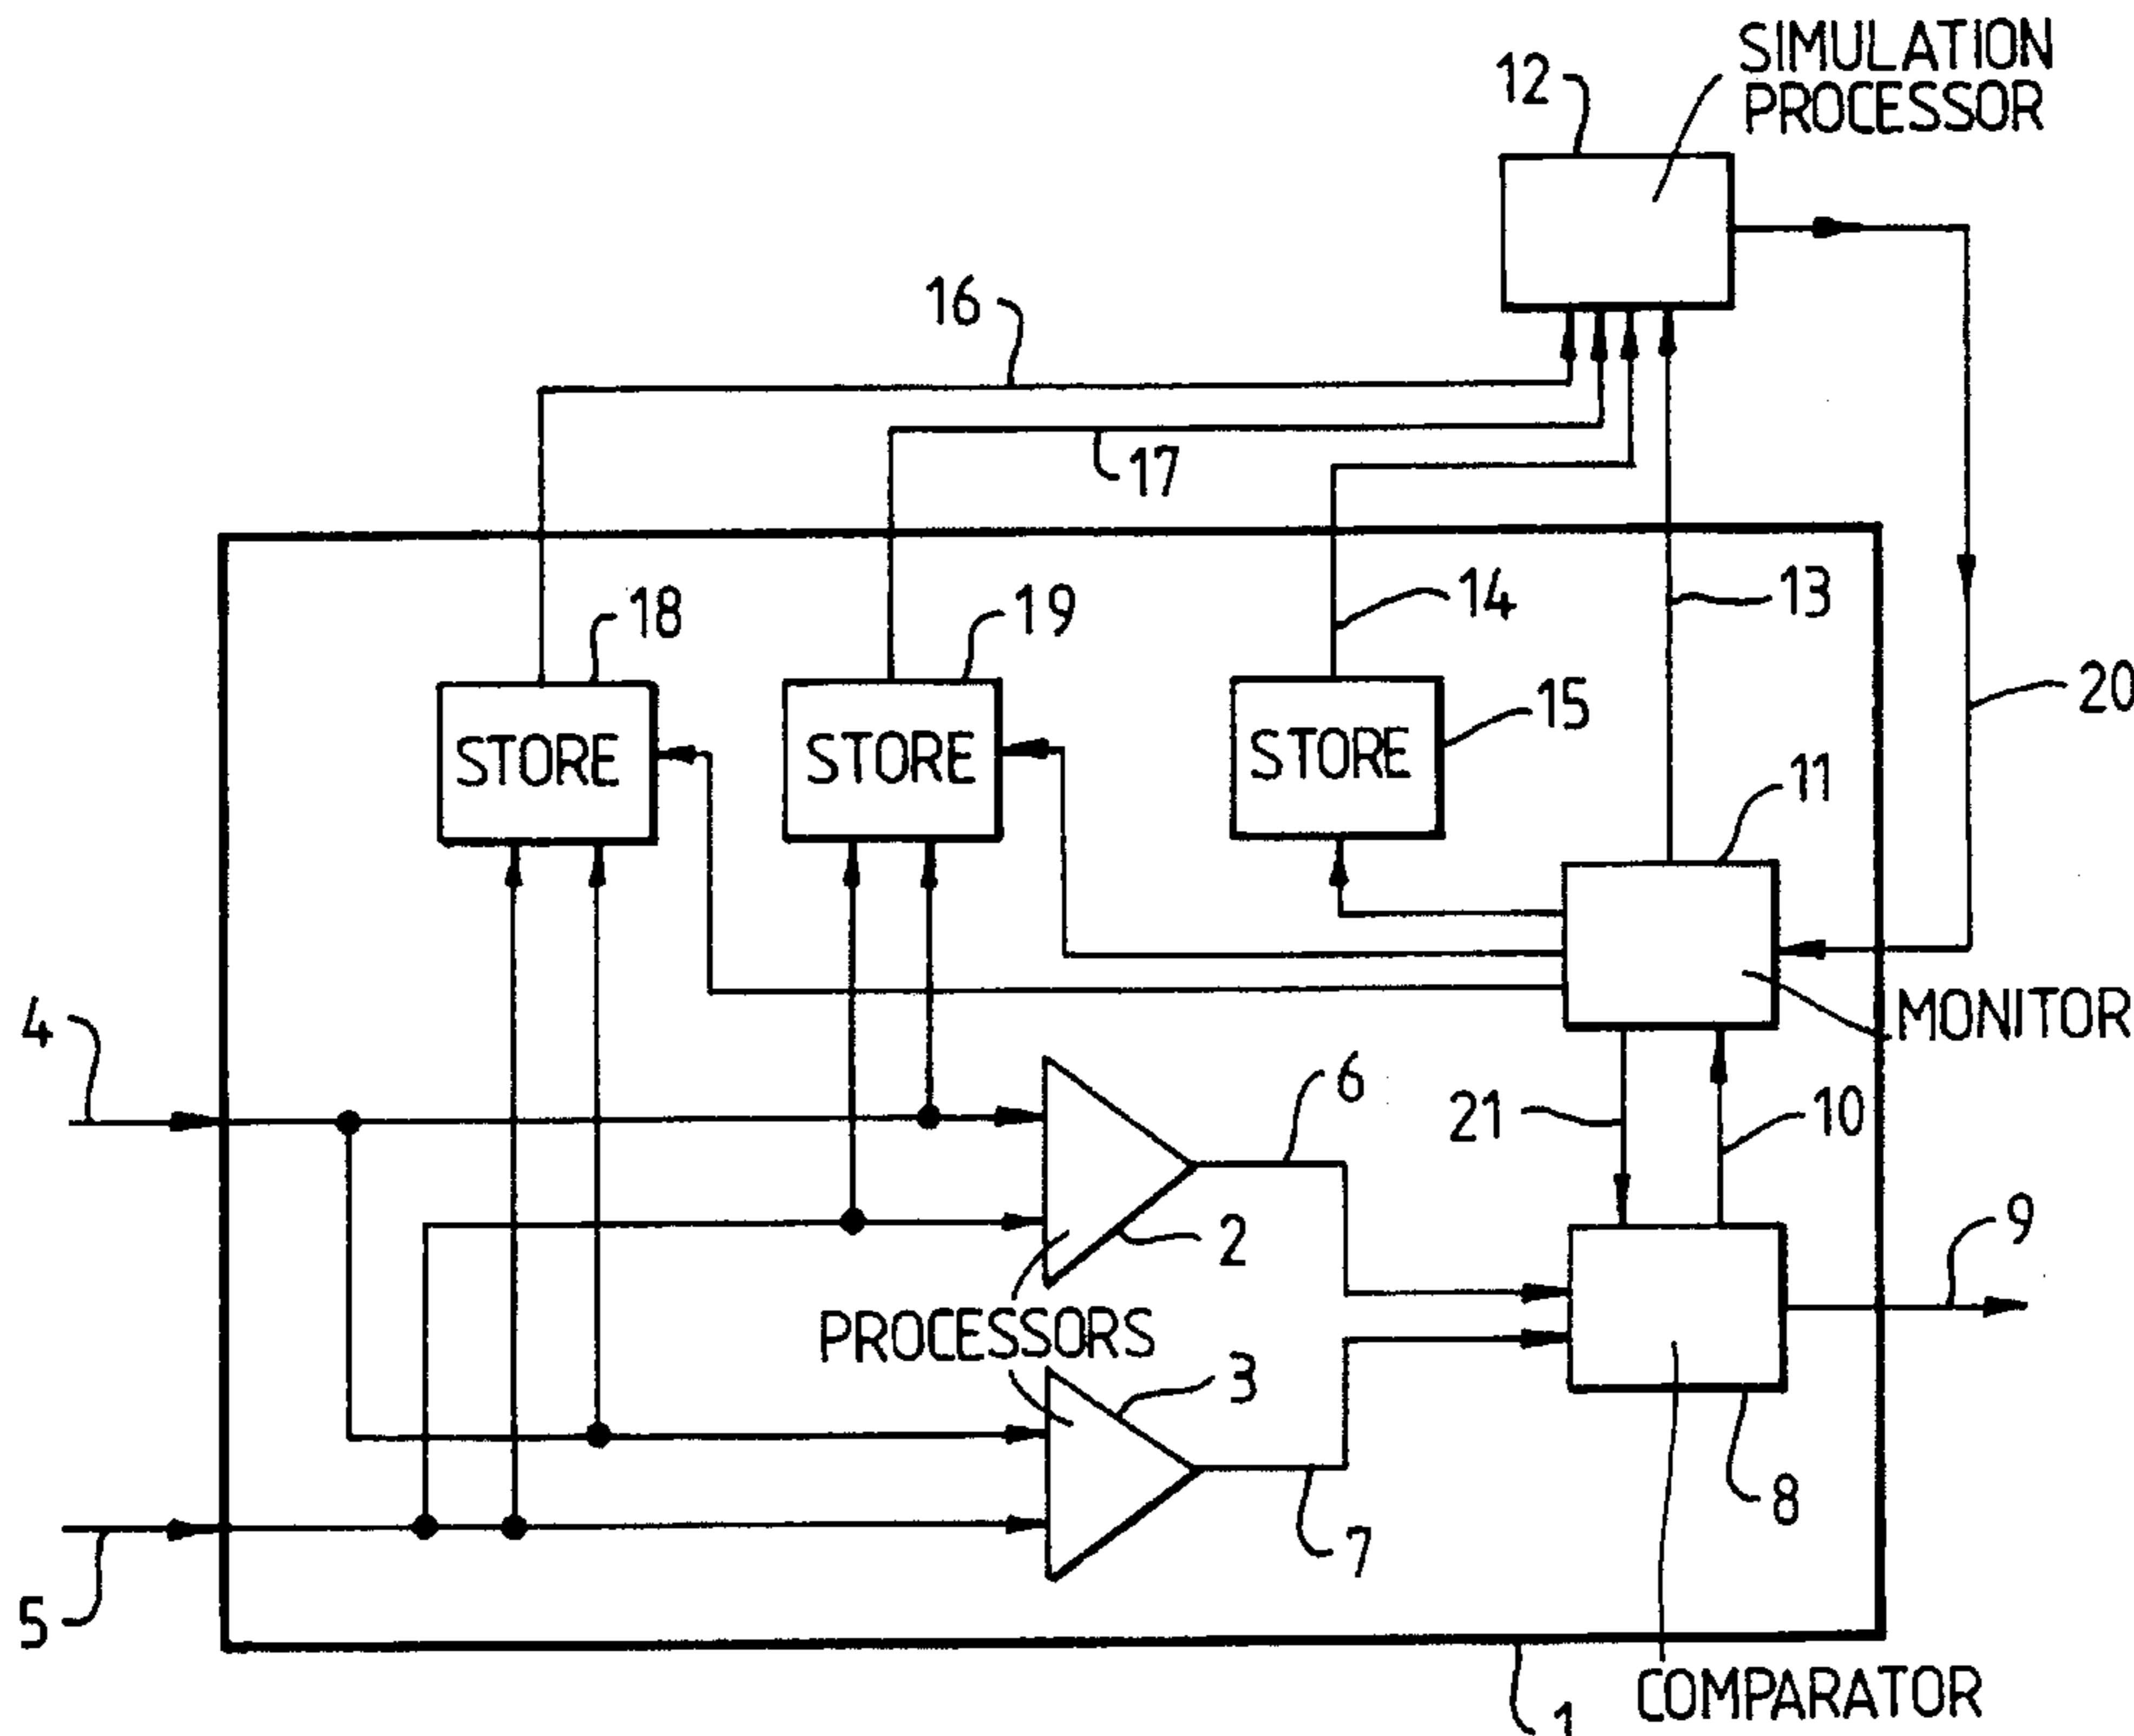 SIMULATION
PROCESSOR
12
16
17
18
19
14
13
15
20
STORE
STORE
STORE
11
4
MONITOR
6
21
10
2
9
PROCESSORS
3
8
7
5
COMPARATOR
1